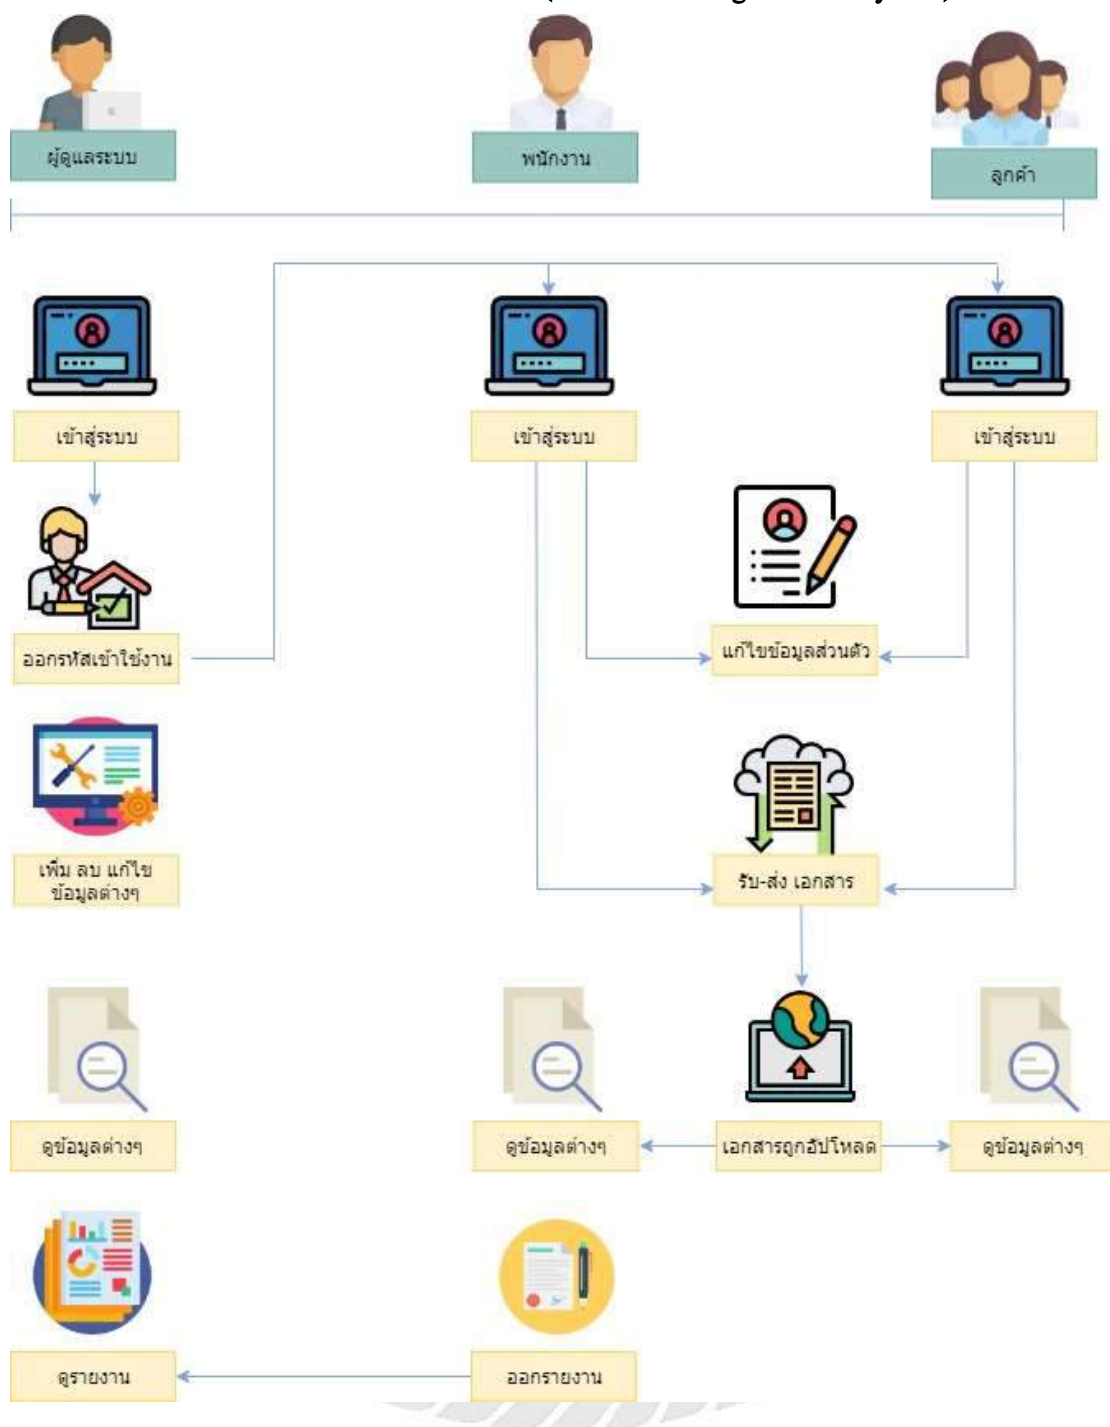 ผู้ดูแลระบบ
พนักงาน
ลูกค้า
เข้าสู่ระบบ
เข้าสู่ระบบ
เข้าสู่ระบบ
ออกรหัสเข้าใช้งาน
แก้ไขข้อมูลส่วนตัว
เพิ่ม ลบ แก้ไข
ข้อมูลต่างๆ
รับ-ส่ง เอกสาร
ดูข้อมูลต่างๆ
ดูข้อมูลต่างๆ
เอกสารถูกอัปโหลด
ดูข้อมูลต่างๆ
ดูรายงาน
ออกรายงาน